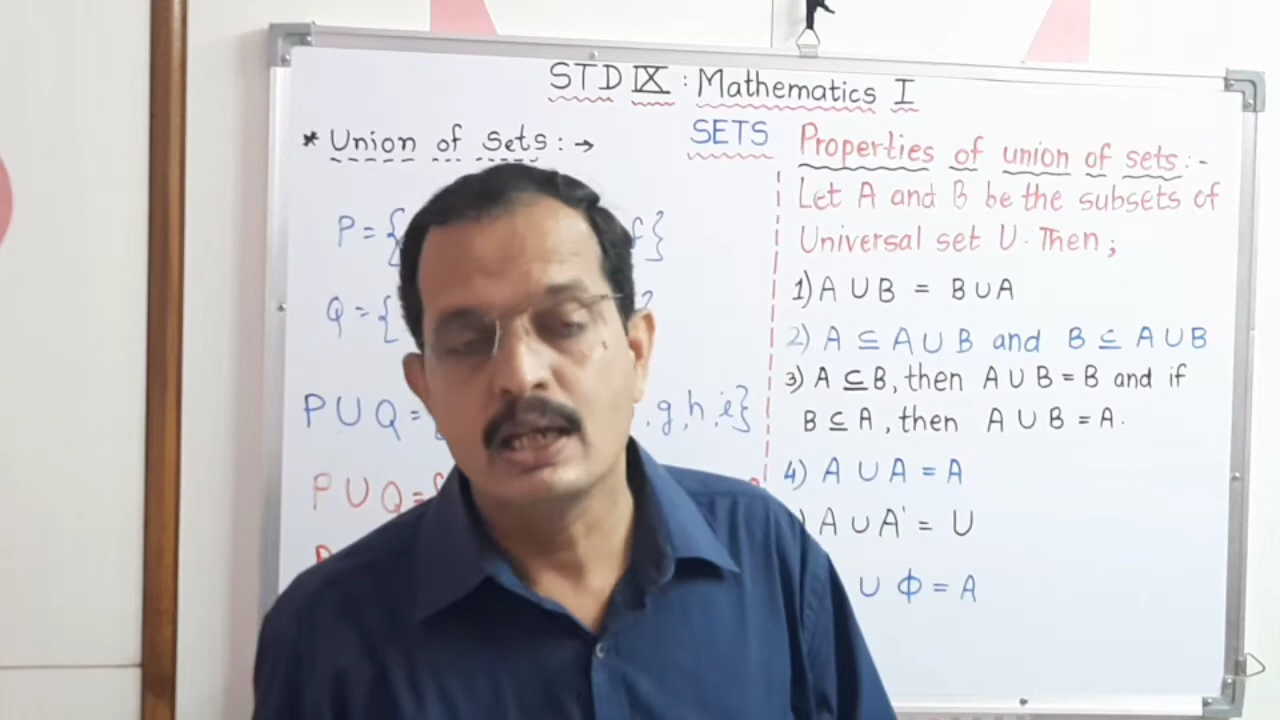 STD IX : Mathematics I
SETS
* Union of sets :→
P = { f}
Q = {
P ∪ Q = , g, h, i}
P ∪ Q =
Properties of union of sets :-
Let A and B be the subsets of
Universal set U. Then ;
1) A ∪ B = B ∪ A
2) A ⊆ A ∪ B and B ⊆ A ∪ B
3) A ⊆ B, then A ∪ B = B and if
B ⊆ A, then A ∪ B = A.
4) A ∪ A = A
) A ∪ A' = U
∪ ϕ = A